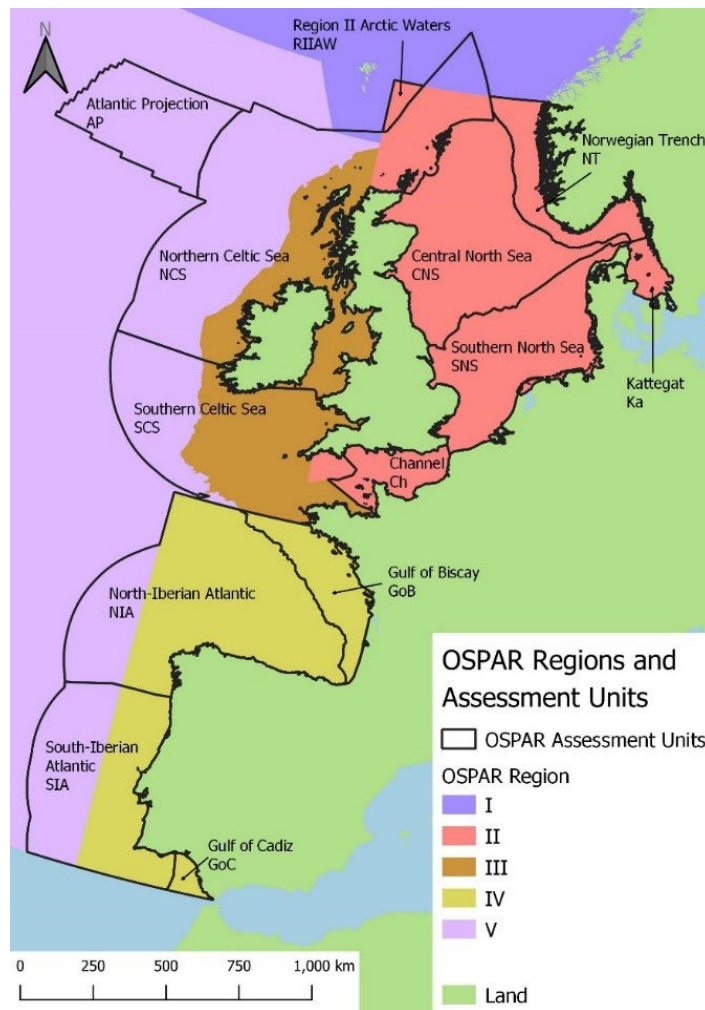 N
Region II Arctic Waters
RIIAW
Atlantic Projection
AP
Norwegian Trench
NT
Northern Celtic Sea
NCS
Central North Sea
CNS
Southern North Sea
SNS
Kattegat
Ka
Southern Celtic Sea
SCS
Channel
Ch
North-Iberian Atlantic
NIA
Gulf of Biscay
GoB
South-Iberian
Atlantic
SIA
Gulf of Cadiz
GoC
OSPAR Regions and
Assessment Units
OSPAR Assessment Units
OSPAR Region
I
II
III
IV
V
Land
0 250 500 750 1,000 km